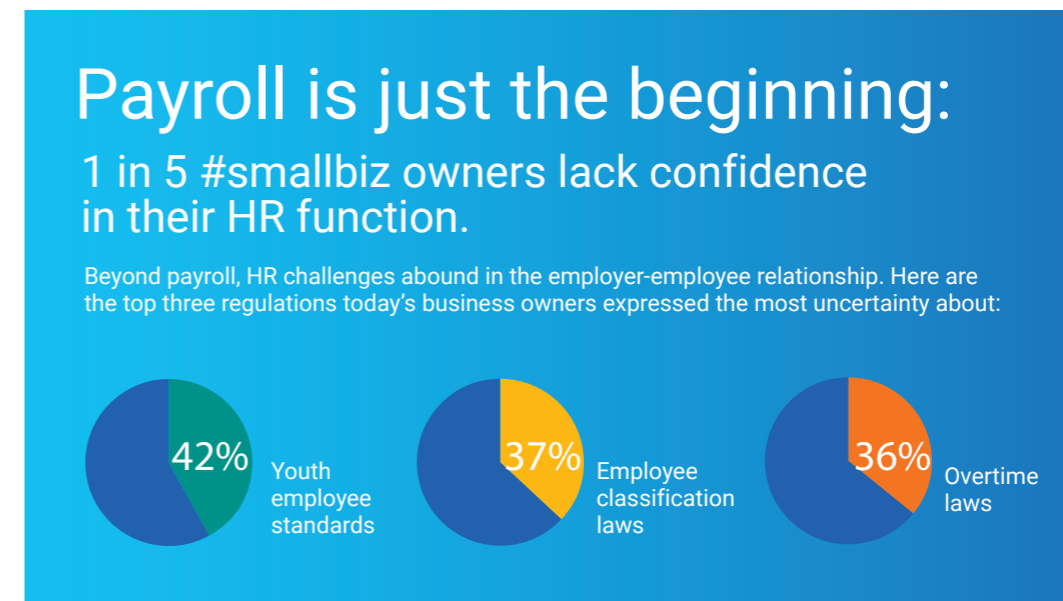 Payroll is just the beginning:
1 in 5 #smallbiz owners lack confidence
in their HR function.
Beyond payroll, HR challenges abound in the employer-employee relationship. Here are
the top three regulations today’s business owners expressed the most uncertainty about:
42%
Youth
employee
standards
37%
Employee
classification
laws
36%
Overtime
laws